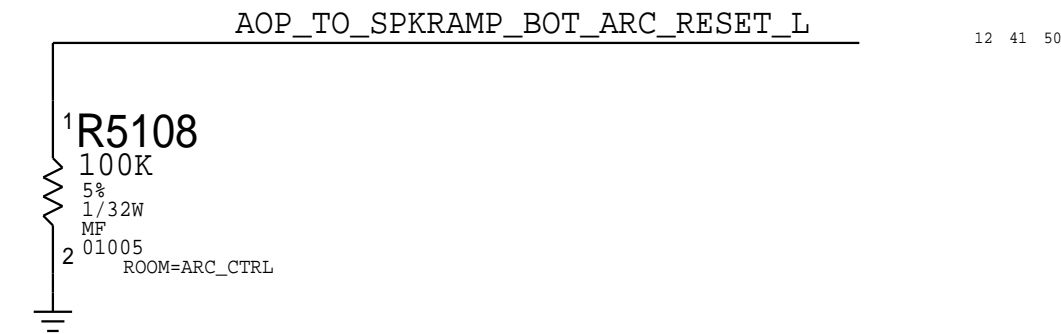 AOP_TO_SPKRAMP_BOT_ARC_RESET_L
12 41 50
1
R5108
100K
5%
1/32W
MF
01005
2
ROOM=ARC_CTRL